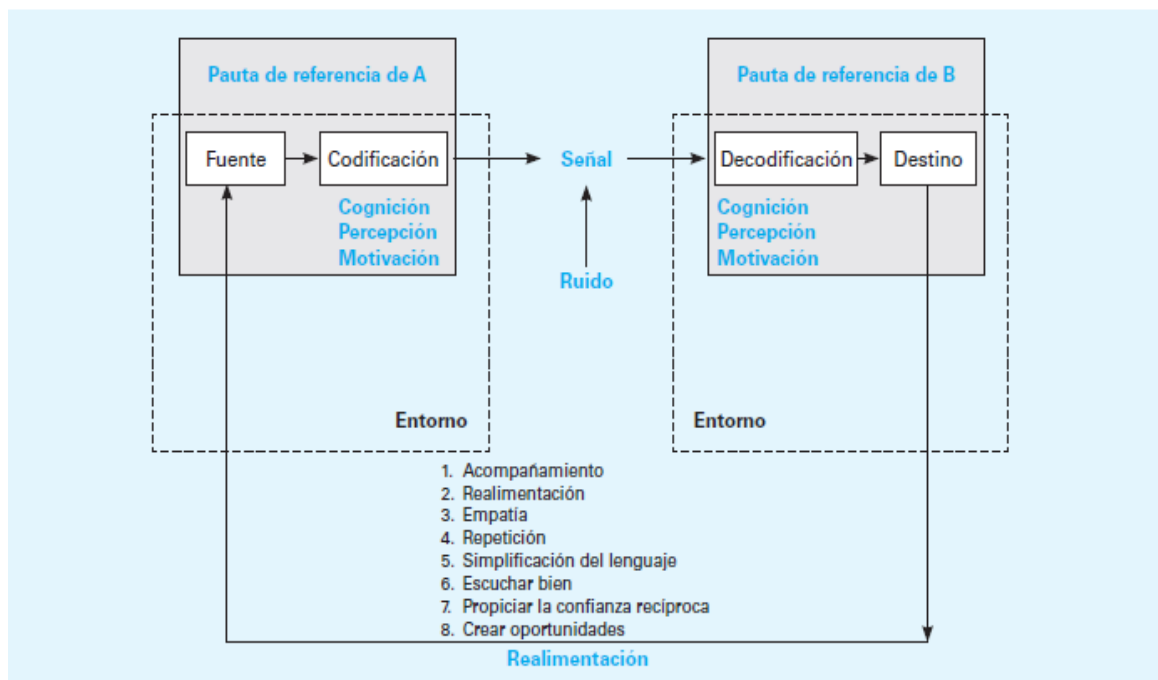 Pauta de referencia de A
Pauta de referencia de B
Fuente
Codificación
Señal
Decodificación
Destino
Cognición
Percepción
Motivación
Cognición
Percepción
Motivación
Ruido
Entorno
Entorno
1. Acompañamiento
2. Realimentación
3. Empatía
4. Repetición
5. Simplificación del lenguaje
6. Escuchar bien
7. Propiciar la confianza recíproca
8. Crear oportunidades
Realimentación